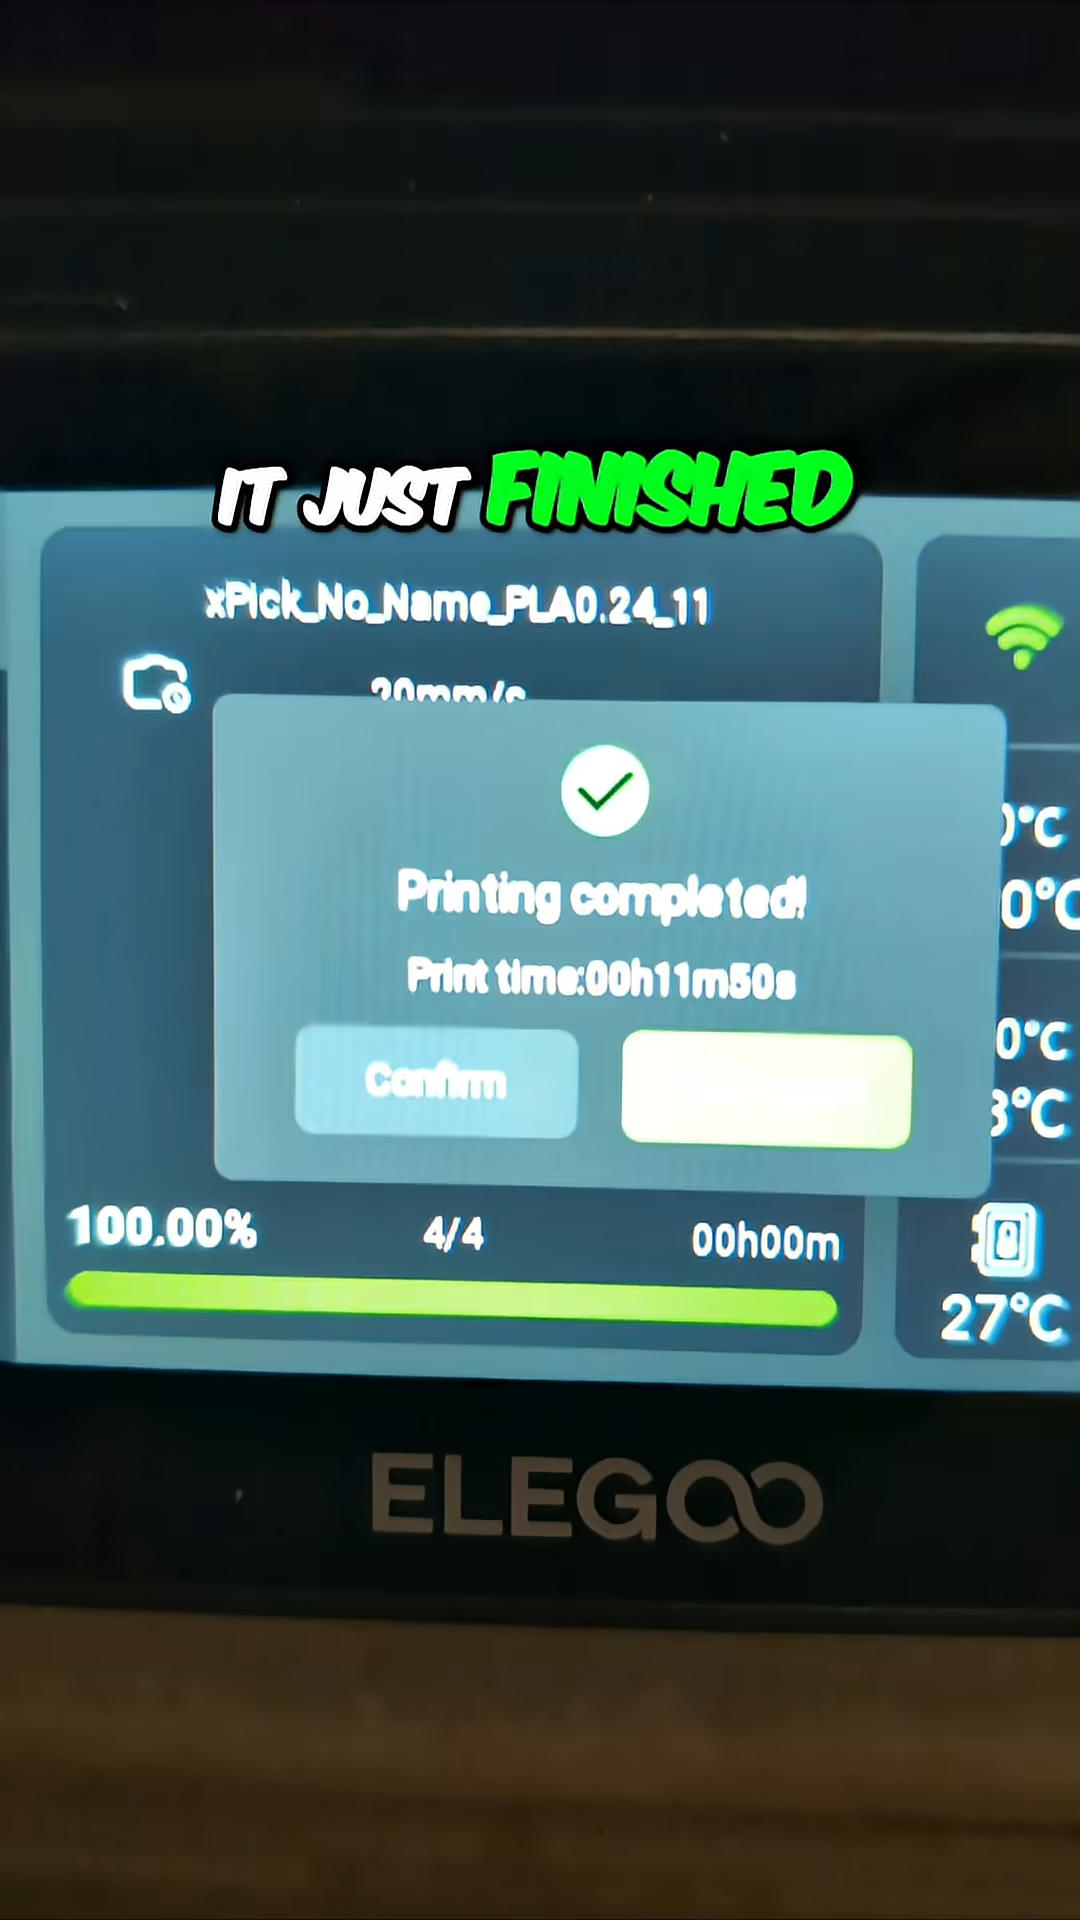 IT JUST FINISHED
xPick_No_Name_PLA0.24_11
Printing completed!
Print time:00h11m50s
Confirm
100.00%
4/4
00h00m
27°C
ELEGOO